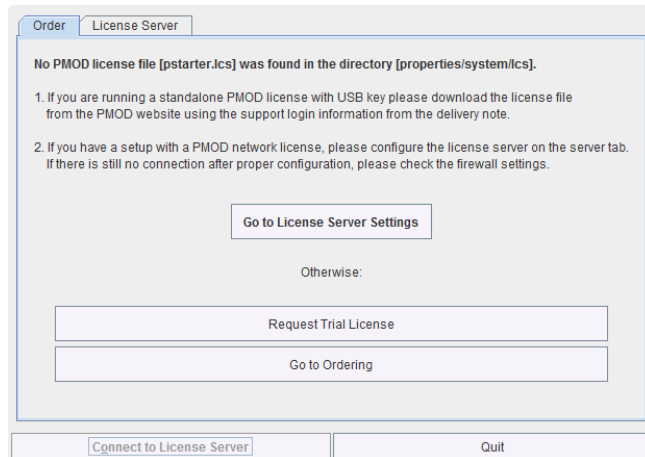 Order License Server
No PMOD license file [pstarter.lcs] was found in the directory [properties/system/lcs].
1. If you are running a standalone PMOD license with USB key please download the license file
from the PMOD website using the support login information from the delivery note.
2. If you have a setup with a PMOD network license, please configure the license server on the server tab.
If there is still no connection after proper configuration, please check the firewall settings.
Go to License Server Settings
Otherwise:
Request Trial License
Go to Ordering
Connect to License Server Quit